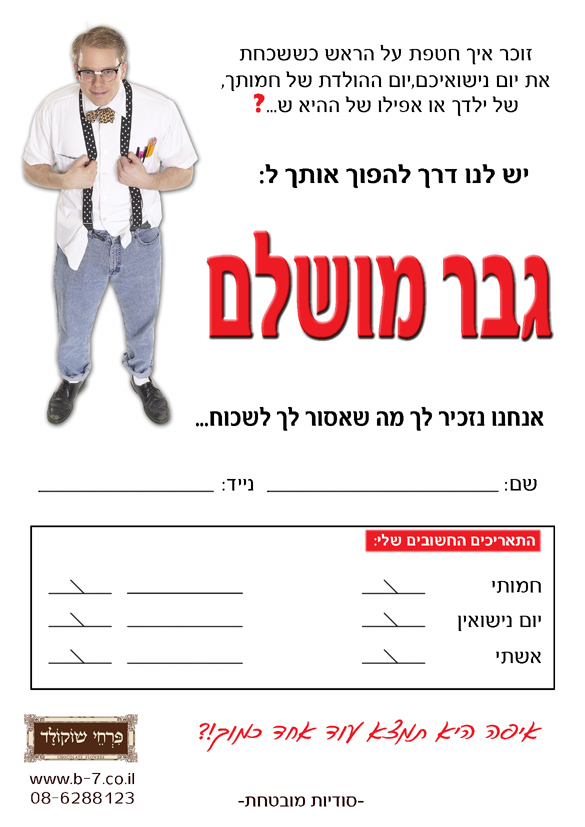 זוכר איך חטפת על הראש כששכחת
את יום נישואיכם,יום ההולדת של חמותך,
של ילדך או אפילו של ההיא ש...?
יש לנו דרך להפוך אותך ל:
גבר מושלם
אנחנו נזכיר לך מה שאסור לך לשכוח...
שם: ____________ נייד: ____________
התאריכים החשובים שלי:
חמותי
יום נישואין
אשתי
איפה היא תמצא עוד אחד כמוך!?
פרחי שוקולד
www.b-7.co.il
08-6288123
-סודיות מובטחת-